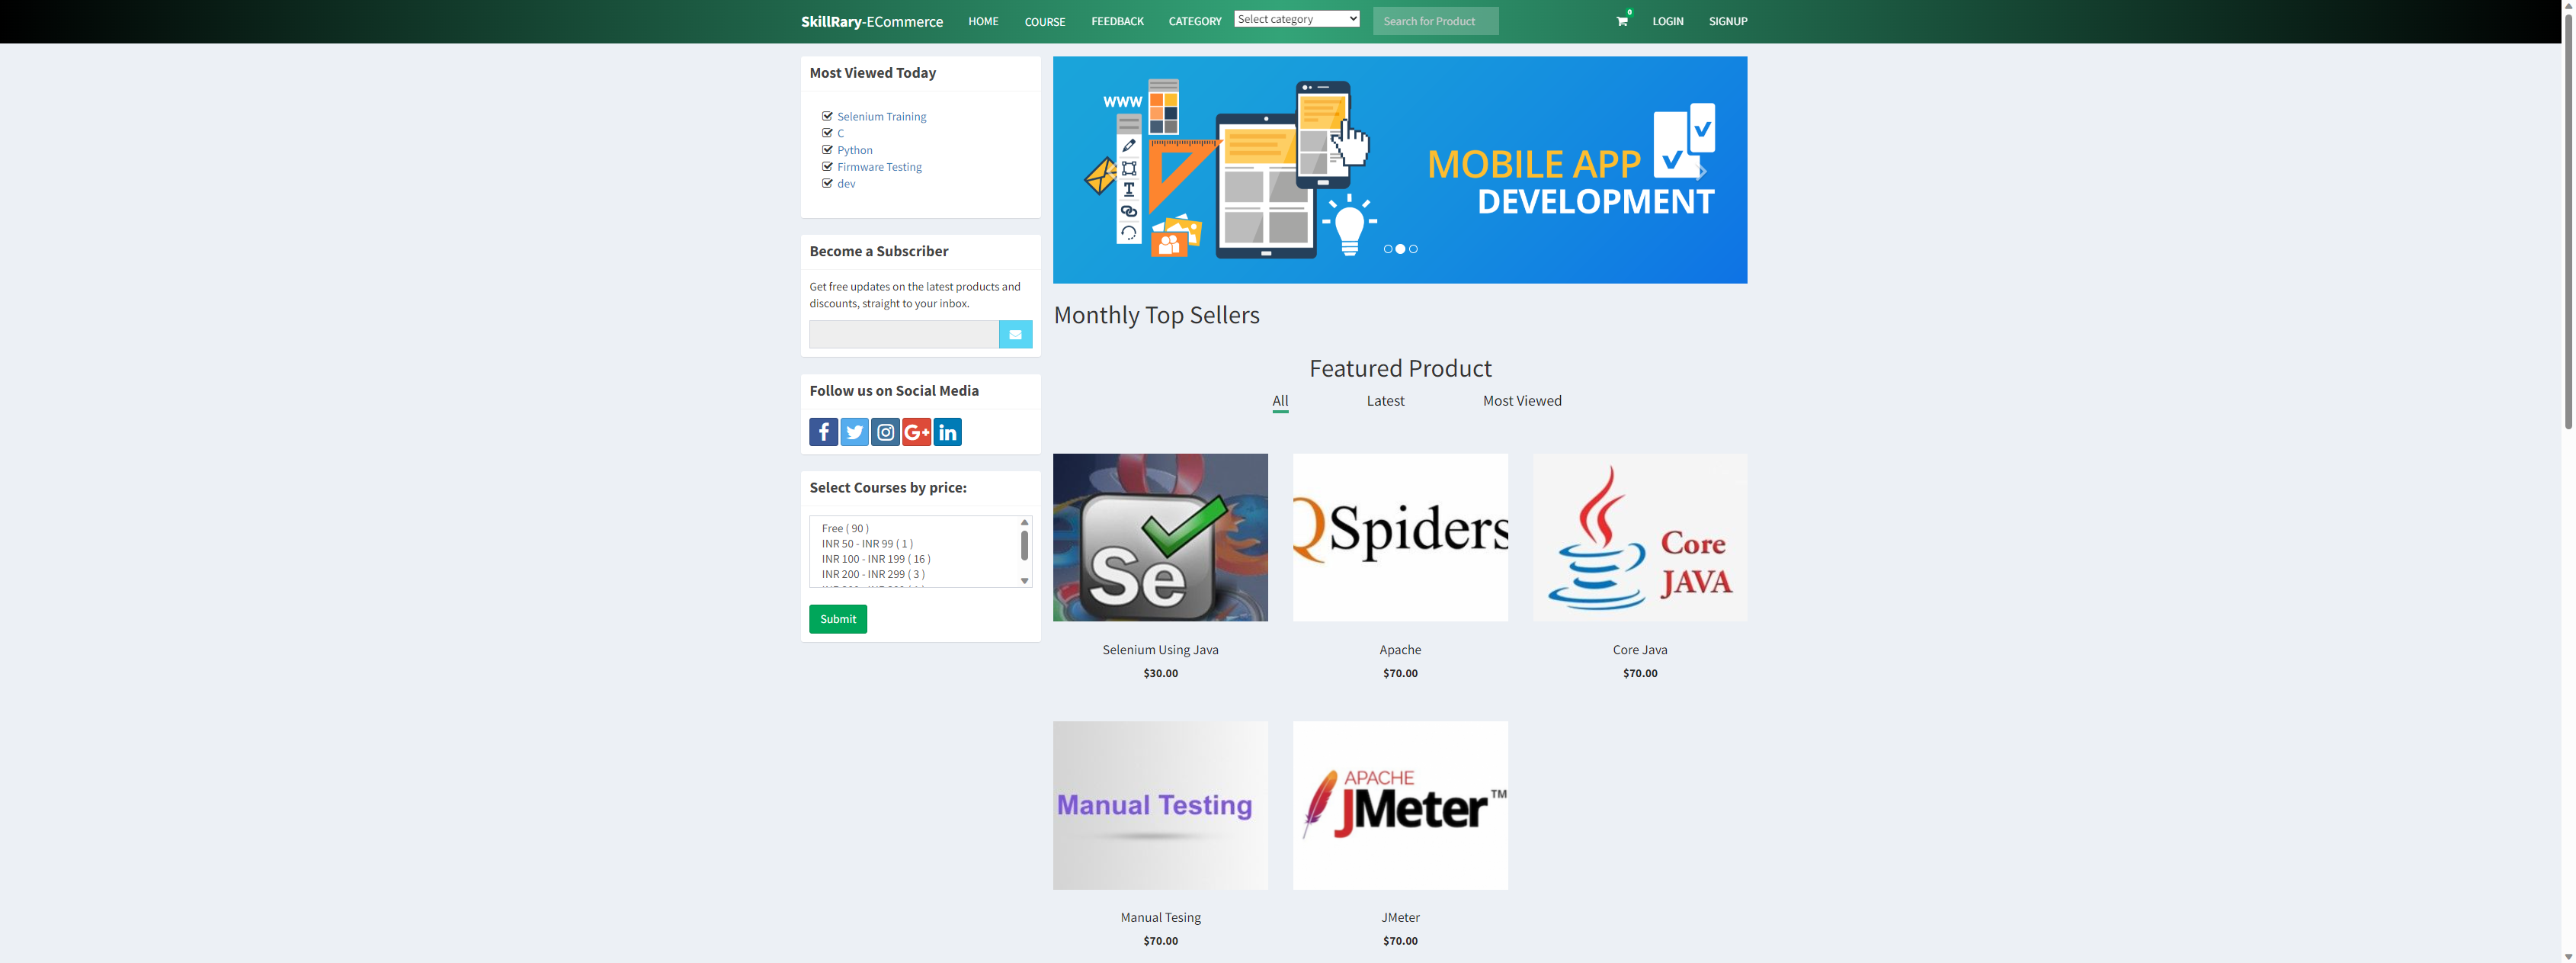 SkillRary-ECommerce HOME COURSE FEEDBACK CATEGORY Select category Search for Product 0 LOGIN SIGNUP
Most Viewed Today
Selenium Training
C
Python
Firmware Testing
dev
Become a Subscriber
Get free updates on the latest products and
discounts, straight to your inbox.
Follow us on Social Media
Select Courses by price:
Free ( 90 )
INR 50 - INR 99 ( 1 )
INR 100 - INR 199 ( 16 )
INR 200 - INR 299 ( 3 )
Submit
WWW
T
MOBILE APP
DEVELOPMENT
Monthly Top Sellers
Featured Product
All Latest Most Viewed
Se
QSpiders
Core
JAVA
Selenium Using Java Apache Core Java
$30.00 $70.00 $70.00
Manual Testing
APACHE
JMeter™
Manual Tesing JMeter
$70.00 $70.00